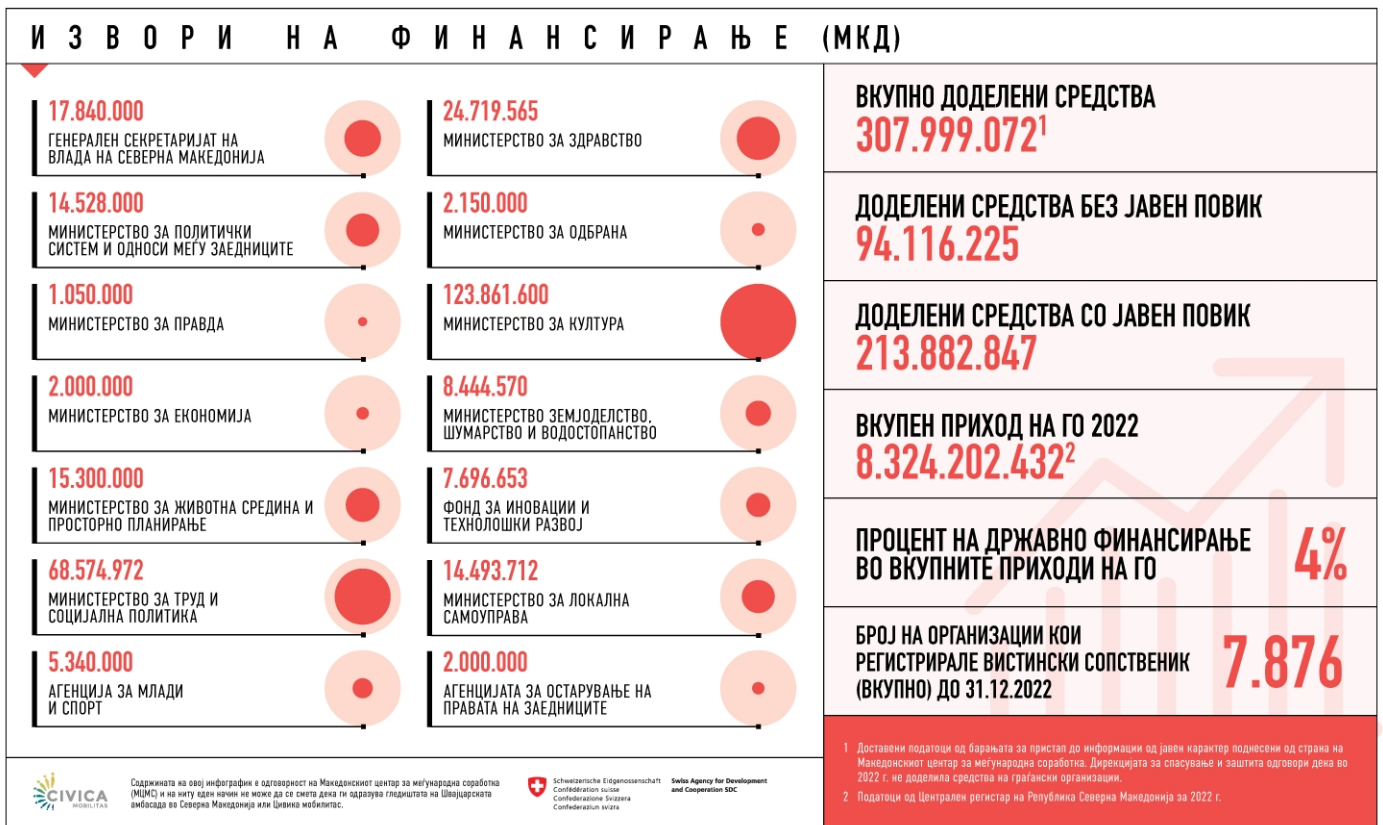 ИЗВОРИ НА ФИНАНСИРАЊЕ (МКД)
17.840.000
ГЕНЕРАЛЕН СЕКРЕТАРИЈАТ НА
ВЛАДА НА СЕВЕРНА МАКЕДОНИЈА
14.528.000
МИНИСТЕРСТВО ЗА ПОЛИТИЧКИ
СИСТЕМ И ОДНОСИ МЕЃУ ЗАЕДНИЦИТЕ
1.050.000
МИНИСТЕРСТВО ЗА ПРАВДА
2.000.000
МИНИСТЕРСТВО ЗА ЕКОНОМИЈА
15.300.000
МИНИСТЕРСТВО ЗА ЖИВОТНА СРЕДИНА И
ПРОСТОРНО ПЛАНИРАЊЕ
68.574.972
МИНИСТЕРСТВО ЗА ТРУД И
СОЦИЈАЛНА ПОЛИТИКА
5.340.000
АГЕНЦИЈА ЗА МЛАДИ
И СПОРТ
24.719.565
МИНИСТЕРСТВО ЗА ЗДРАВСТВО
2.150.000
МИНИСТЕРСТВО ЗА ОДБРАНА
123.861.600
МИНИСТЕРСТВО ЗА КУЛТУРА
8.444.570
МИНИСТЕРСТВО ЗЕМЈОДЕЛСТВО,
ШУМАРСТВО И ВОДОСТОПАНСТВО
7.696.653
ФОНД ЗА ИНОВАЦИИ И
ТЕХНОЛОШКИ РАЗВОЈ
14.493.712
МИНИСТЕРСТВО ЗА ЛОКАЛНА
САМОУПРАВА
2.000.000
АГЕНЦИЈАТА ЗА ОСТАРУВАЊЕ НА
ПРАВАТА НА ЗАЕДНИЦИТЕ
ВКУПНО ДОДЕЛЕНИ СРЕДСТВА
307.999.072¹
ДОДЕЛЕНИ СРЕДСТВА БЕЗ ЈАВЕН ПОВИК
94.116.225
ДОДЕЛЕНИ СРЕДСТВА СО ЈАВЕН ПОВИК
213.882.847
ВКУПЕН ПРИХОД НА ГО 2022
8.324.202.432²
ПРОЦЕНТ НА ДРЖАВНО ФИНАНСИРАЊЕ
ВО ВКУПНИТЕ ПРИХОДИ НА ГО
4%
БРОЈ НА ОРГАНИЗАЦИИ КОИ
РЕГИСТРИРАЛЕ ВИСТИНСКИ СОПСТВЕНИК
(ВКУПНО) ДО 31.12.2022
7.876
1 Доставени податоци од барањата за пристап до информации од јавен карактер поднесени од страна на
Македонскиот центар за меѓународна соработка. Дирекцијата за спасување и заштита одговори дека во
2022 г. не доделила средства на граѓански организации.
2 Податоци од Централен регистар на Република Северна Македонија за 2022 г.
CIVICA
MOBILITAS
Содржината на овој инфографик е одговорност на Македонскиот центар за меѓународна соработка
(МЦМС) и на ниту еден начин не може да се смета дека ги одразува гледиштата на Швајцарската
амбасада во Северна Македонија или Цивика мобилитас.
Schweizerische Eidgenossenschaft
Confédération suisse
Confederazione Svizzera
Confederaziun svizra
Swiss Agency for Development
and Cooperation SDC